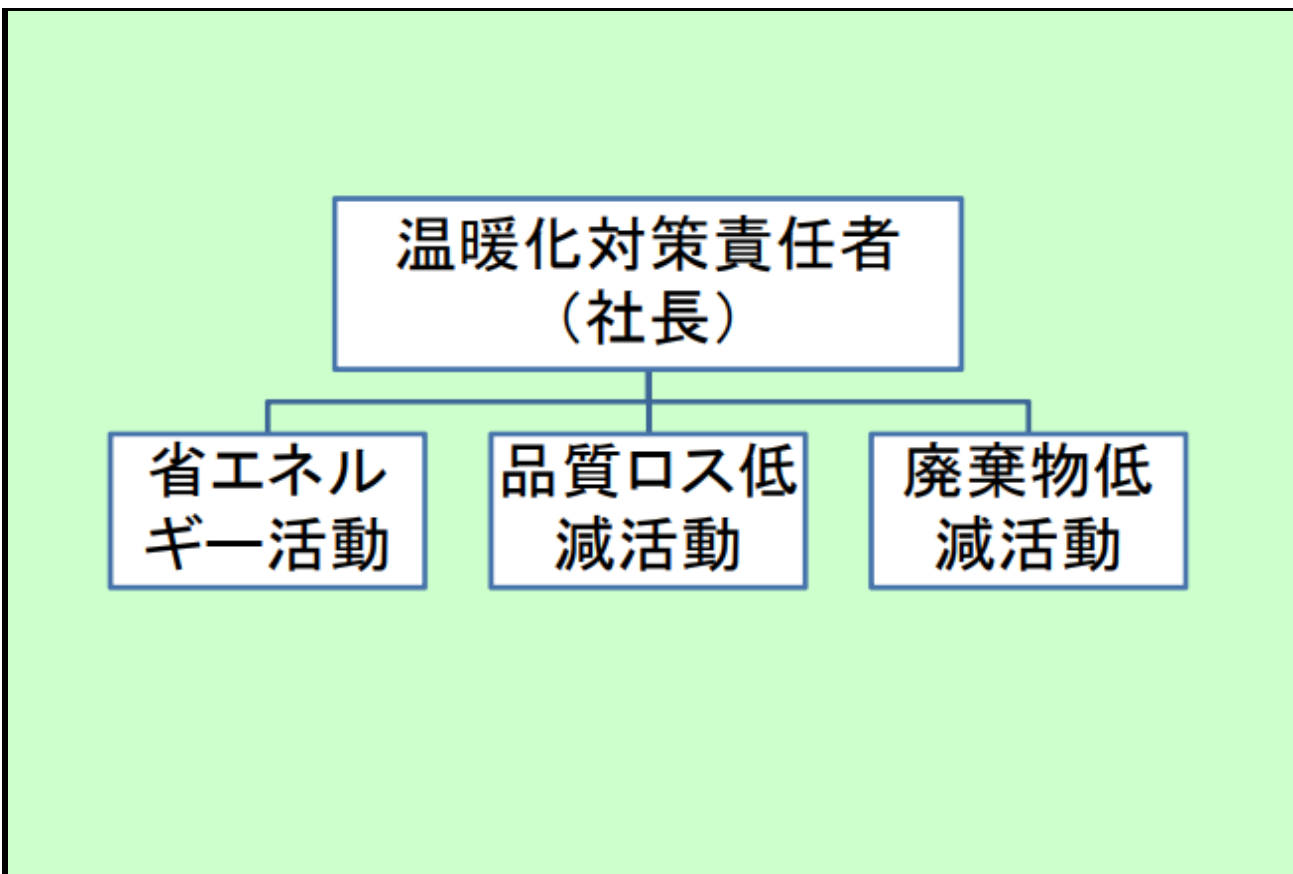 温暖化対策責任者
（社長）
省エネル
ギー活動
品質ロス低
減活動
廃棄物低
減活動